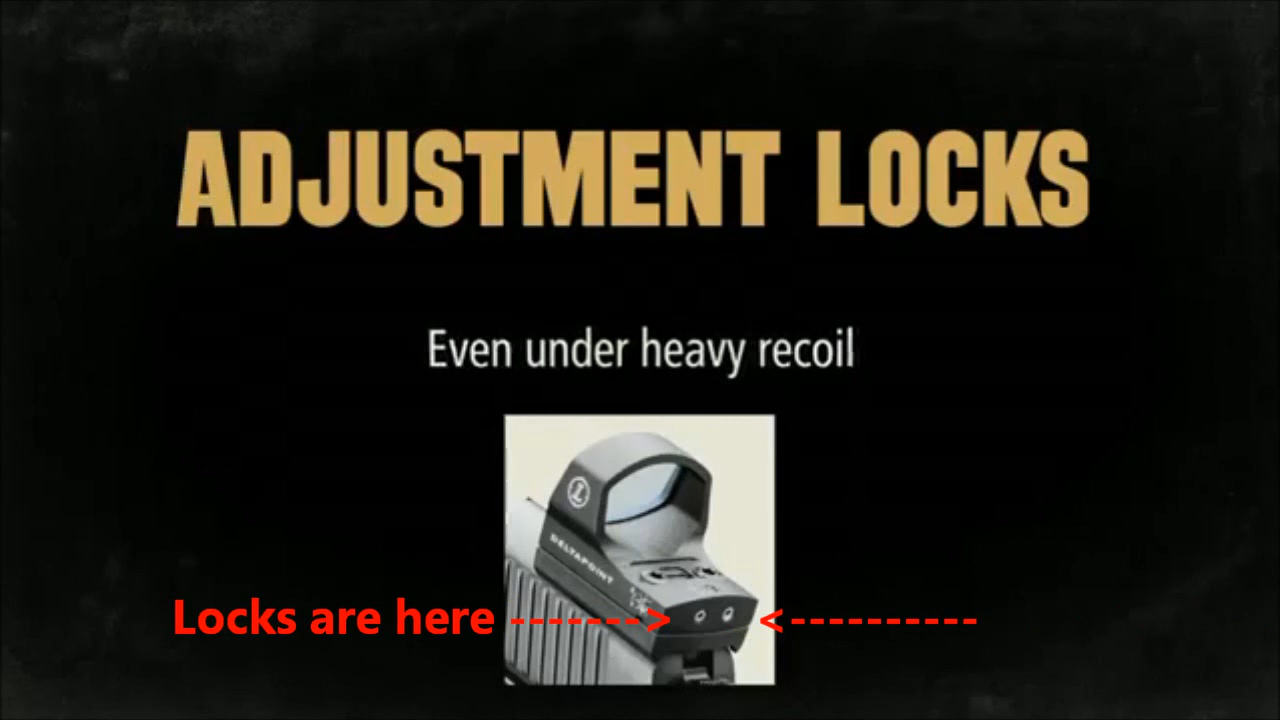 ADJUSTMENT LOCKS
Even under heavy recoil
L
DELTAPOINT
Locks are here -------> <----------